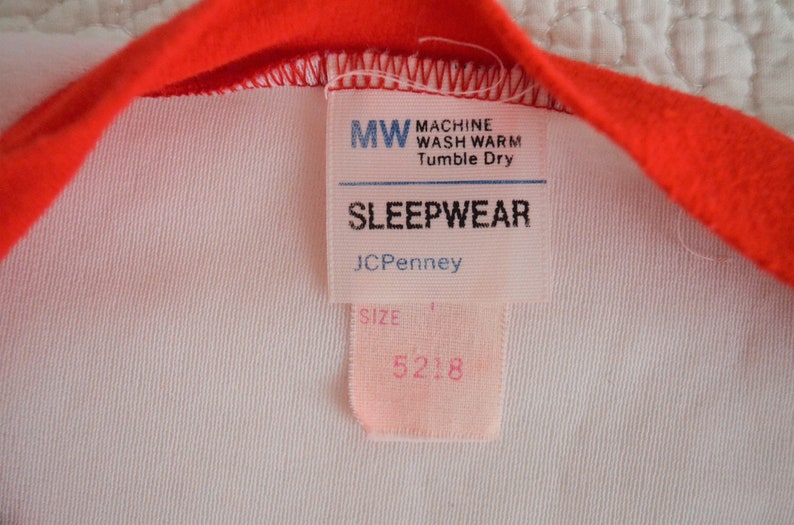 MW MACHINE
WASH WARM
Tumble Dry
SLEEPWEAR
JCPenney
SIZE
5218